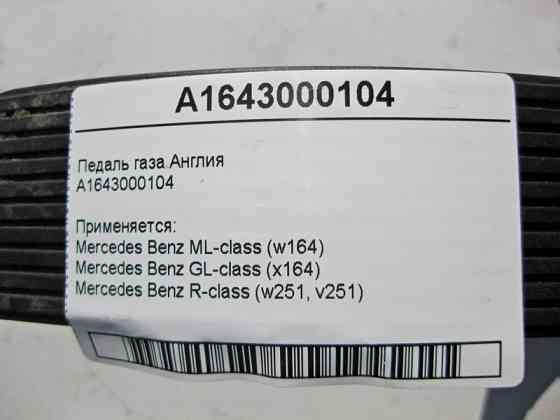 A1643000104
Педаль газа Англия
A1643000104
Применяется:
Mercedes Benz ML-class (w164)
Mercedes Benz GL-class (x164)
Mercedes Benz R-class (w251, v251)